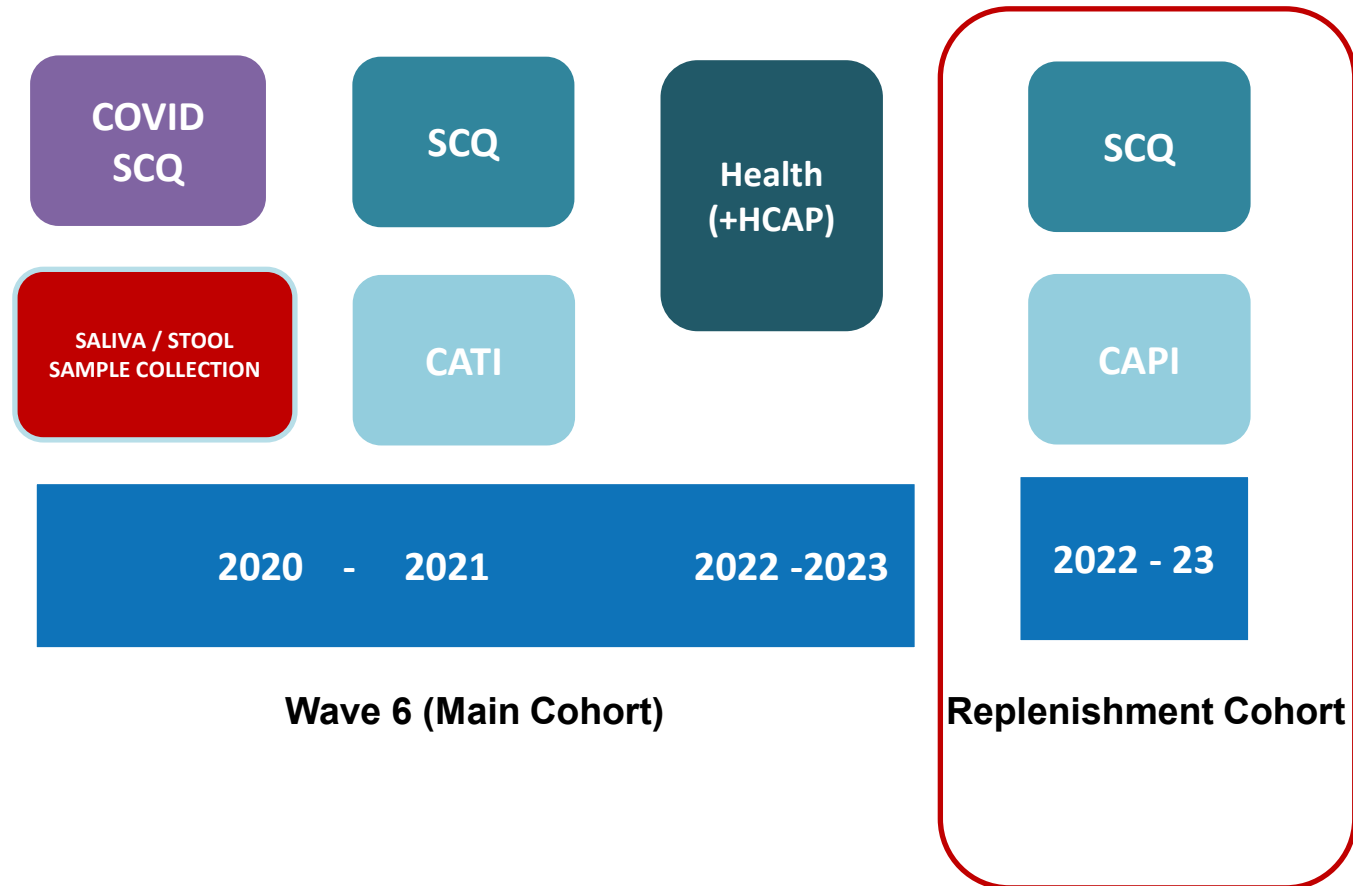 COVID
SCQ
SCQ
Health
(+HCAP)
SCQ
SALIVA / STOOL
SAMPLE COLLECTION
CATI
CAPI
2020 - 2021
2022 -2023
2022 - 23
Wave 6 (Main Cohort)
Replenishment Cohort